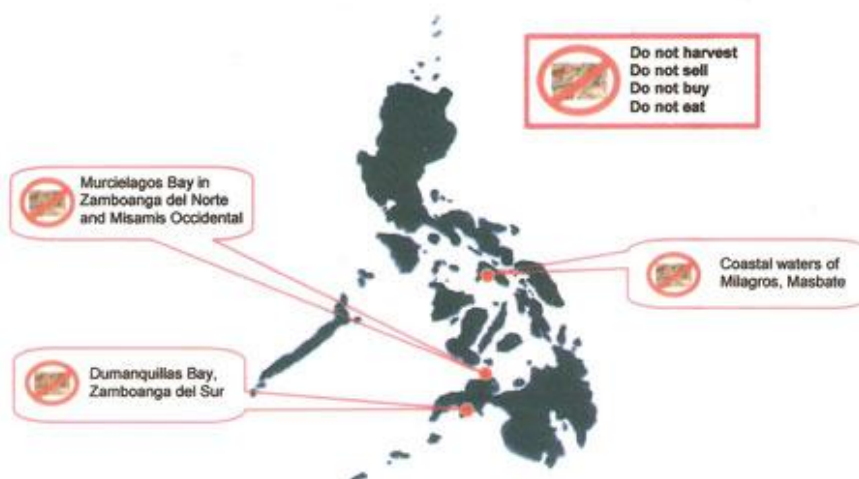 Do not harvest
Do not sell
Do not buy
Do not eat
Murcielagos Bay in
Zamboanga del Norte
and Misamis Occidental
Coastal waters of
Milagros, Masbate
Dumanquillas Bay,
Zamboanga del Sur